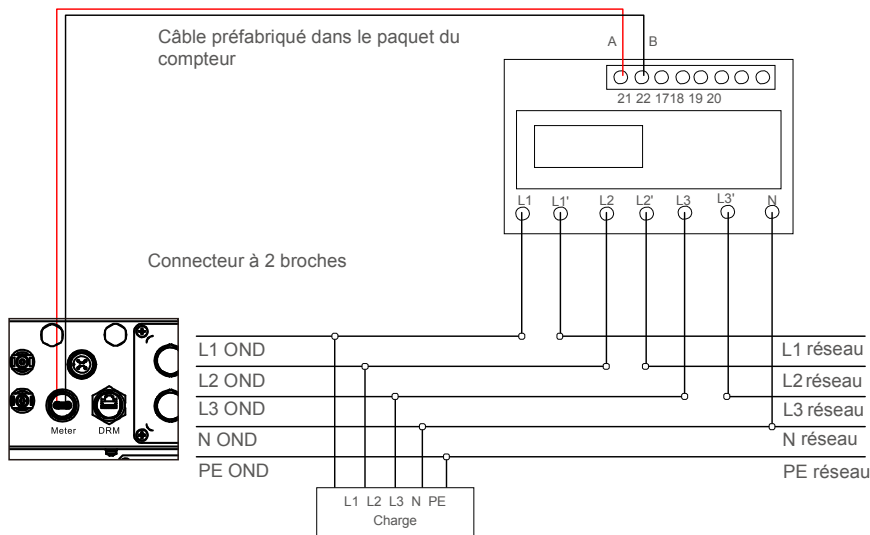 Câble préfabriqué dans le paquet du
compteur
A B
21 22 1718 19 20
L1 L1' L2 L2' L3 L3' N
Connecteur à 2 broches
Meter DRM
L1 OND L1 réseau
L2 OND L2 réseau
L3 OND L3 réseau
N OND N réseau
PE OND PE réseau
L1 L2 L3 N PE
Charge